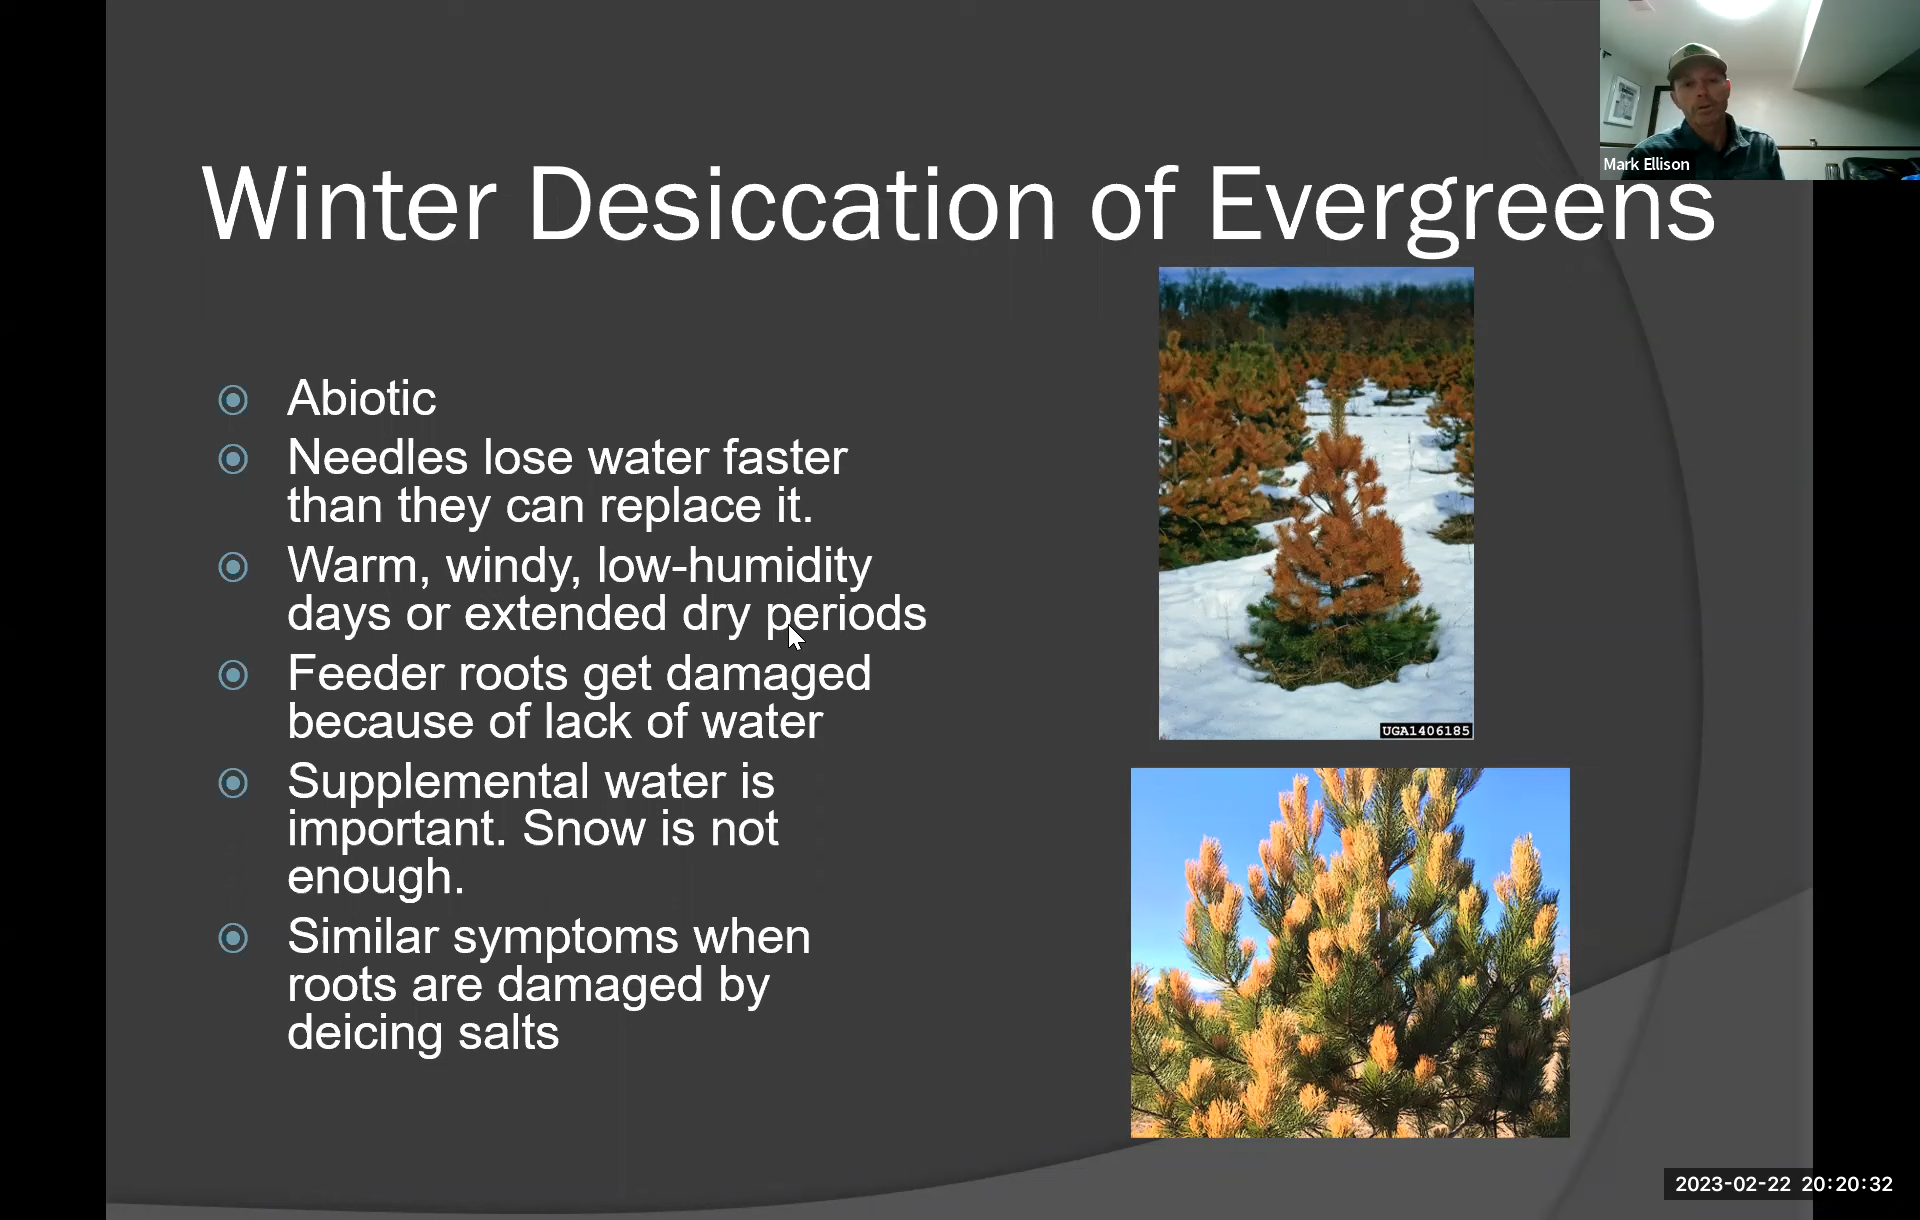 Mark Ellison
Winter Desiccation of Evergreens
Abiotic
Needles lose water faster
than they can replace it.
Warm, windy, low-humidity
days or extended dry periods
Feeder roots get damaged
because of lack of water
Supplemental water is
important. Snow is not
enough.
Similar symptoms when
roots are damaged by
deicing salts
UGA1406185
2023-02-22 20:20:32